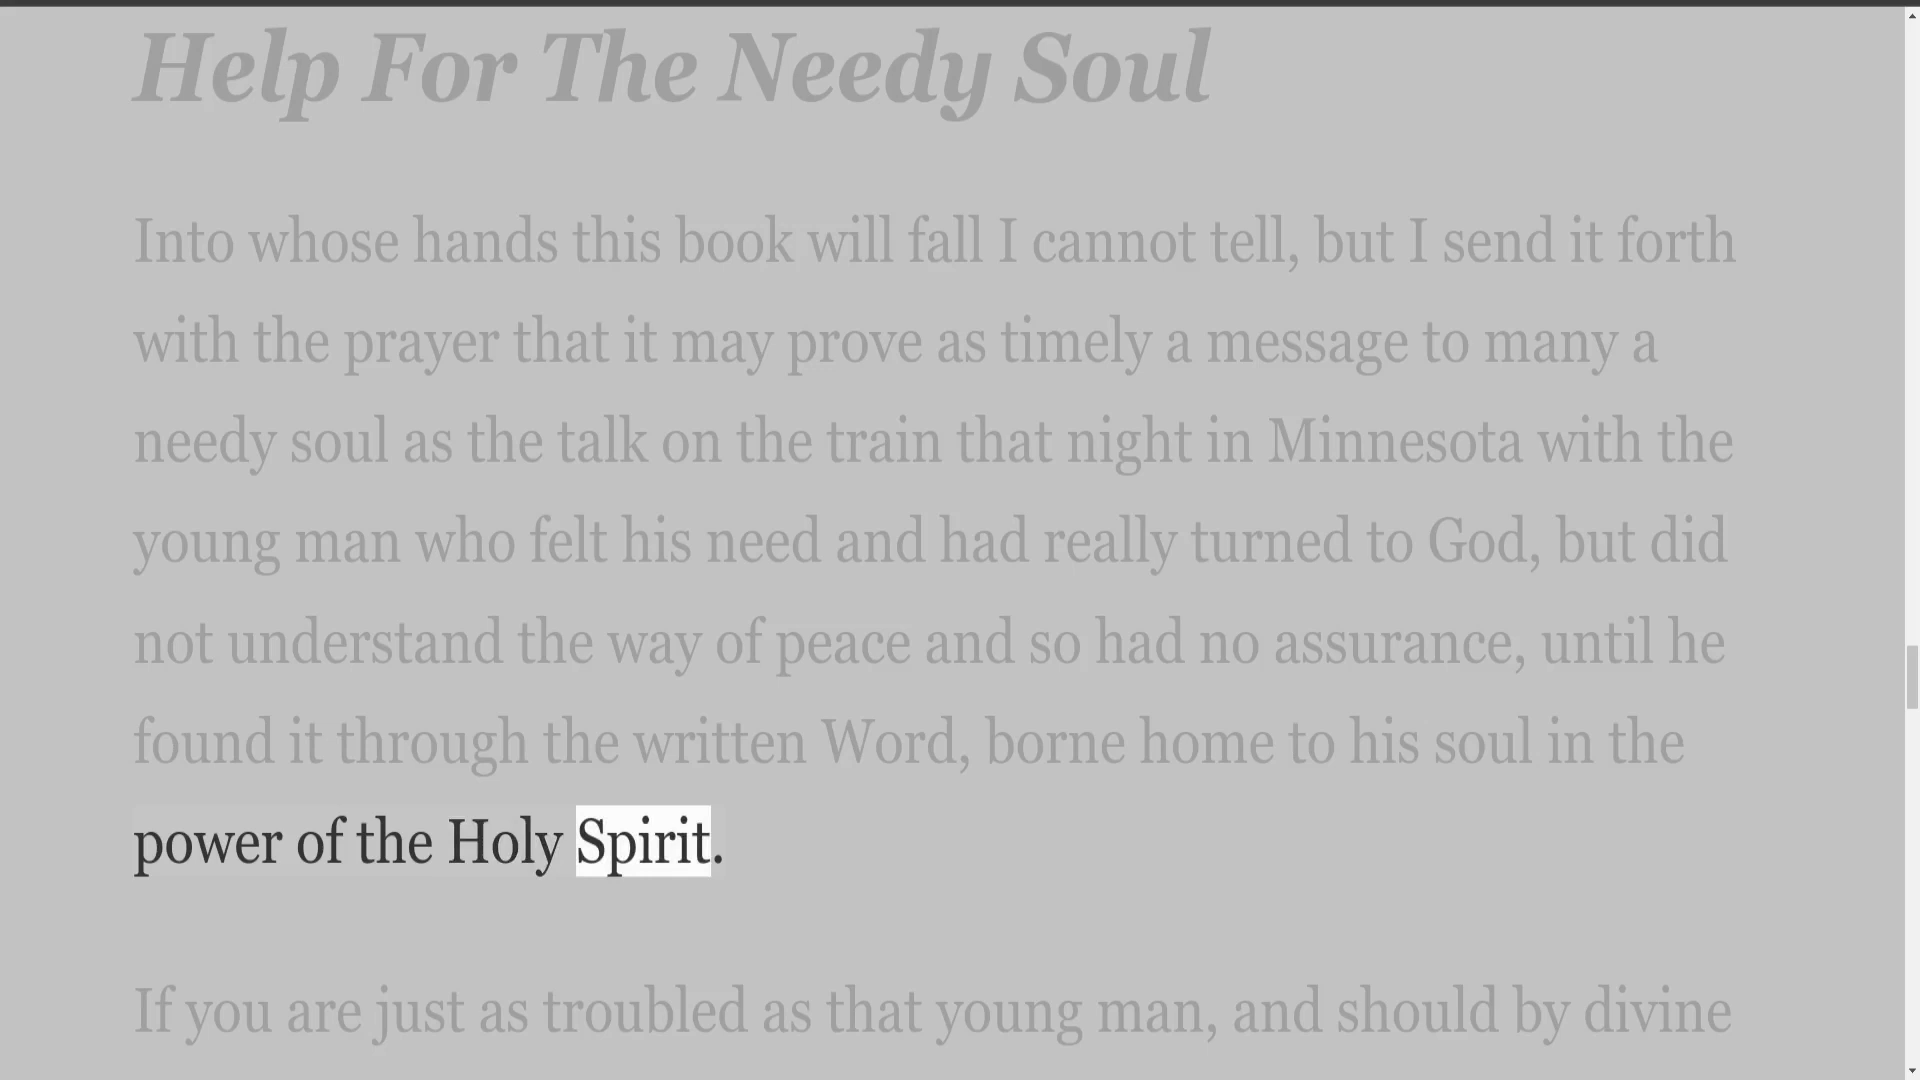 Help For The Needy Soul
Into whose hands this book will fall I cannot tell, but I send it forth
with the prayer that it may prove as timely a message to many a
needy soul as the talk on the train that night in Minnesota with the
young man who felt his need and had really turned to God, but did
not understand the way of peace and so had no assurance, until he
found it through the written Word, borne home to his soul in the
power of the Holy Spirit.
If you are just as troubled as that young man, and should by divine